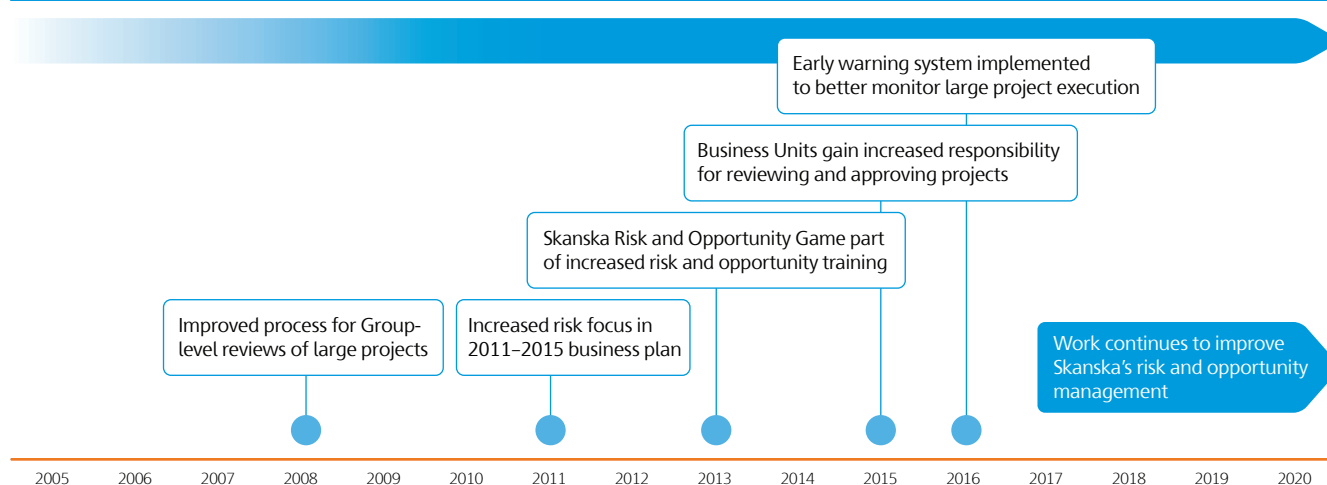 Early warning system implemented
to better monitor large project execution
Business Units gain increased responsibility
for reviewing and approving projects
Skanska Risk and Opportunity Game part
of increased risk and opportunity training
Improved process for Group-
level reviews of large projects
Increased risk focus in
2011–2015 business plan
Work continues to improve
Skanska's risk and opportunity
management
2005 2006 2007 2008 2009 2010 2011 2012 2013 2014 2015 2016 2017 2018 2019 2020